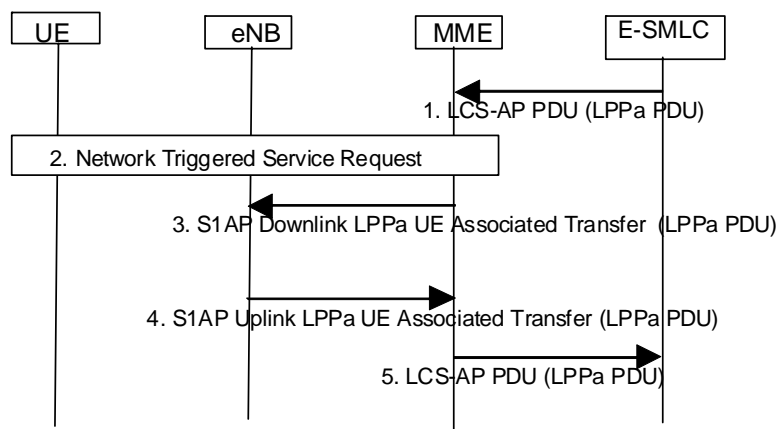 UE
eNB
MME
E-SMLC
1. LCS-AP PDU (LPPa PDU)
2. Network Triggered Service Request
3. S1AP Downlink LPPa UE Associated Transfer (LPPa PDU)
4. S1AP Uplink LPPa UE Associated Transfer (LPPa PDU)
5. LCS-AP PDU (LPPa PDU)